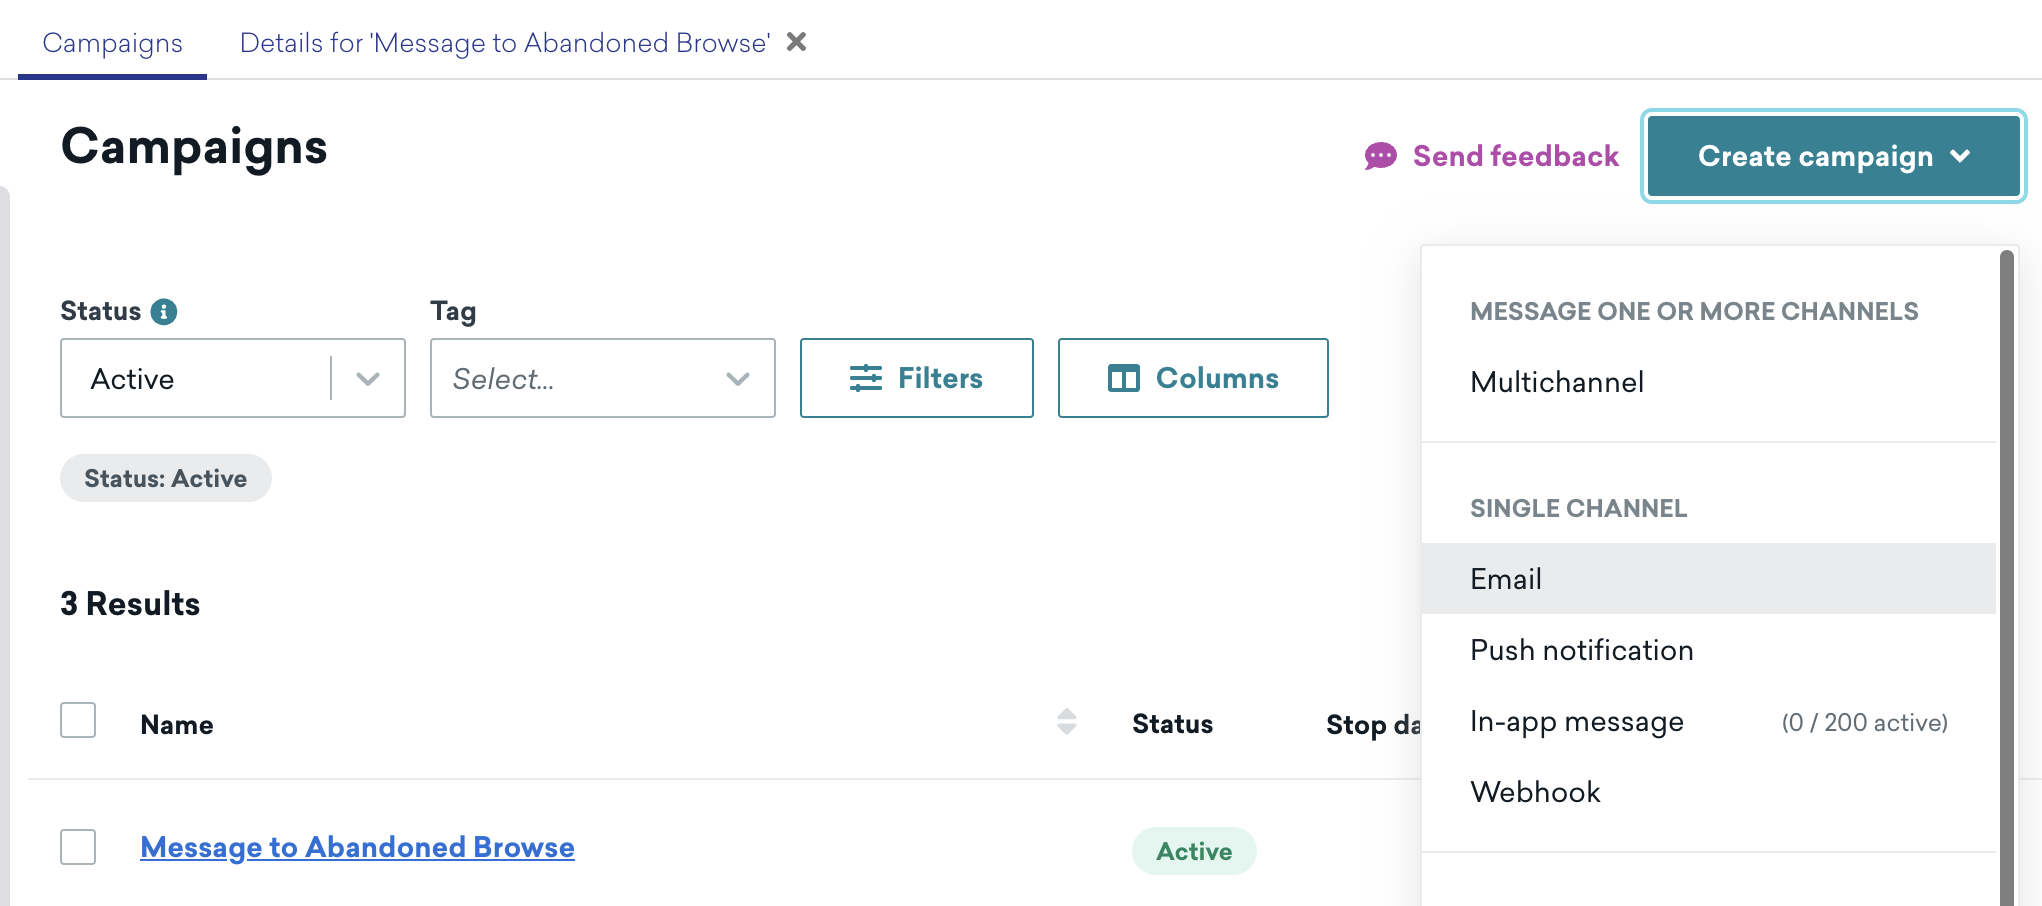 Campaigns
Details for 'Message to Abandoned Browse'
Campaigns
Send feedback
Create campaign
Status
Tag
Active
Select...
Filters
Columns
Status: Active
3 Results
Name
Status
Stop da
Message to Abandoned Browse
Active
MESSAGE ONE OR MORE CHANNELS
Multichannel
SINGLE CHANNEL
Email
Push notification
In-app message (0 / 200 active)
Webhook